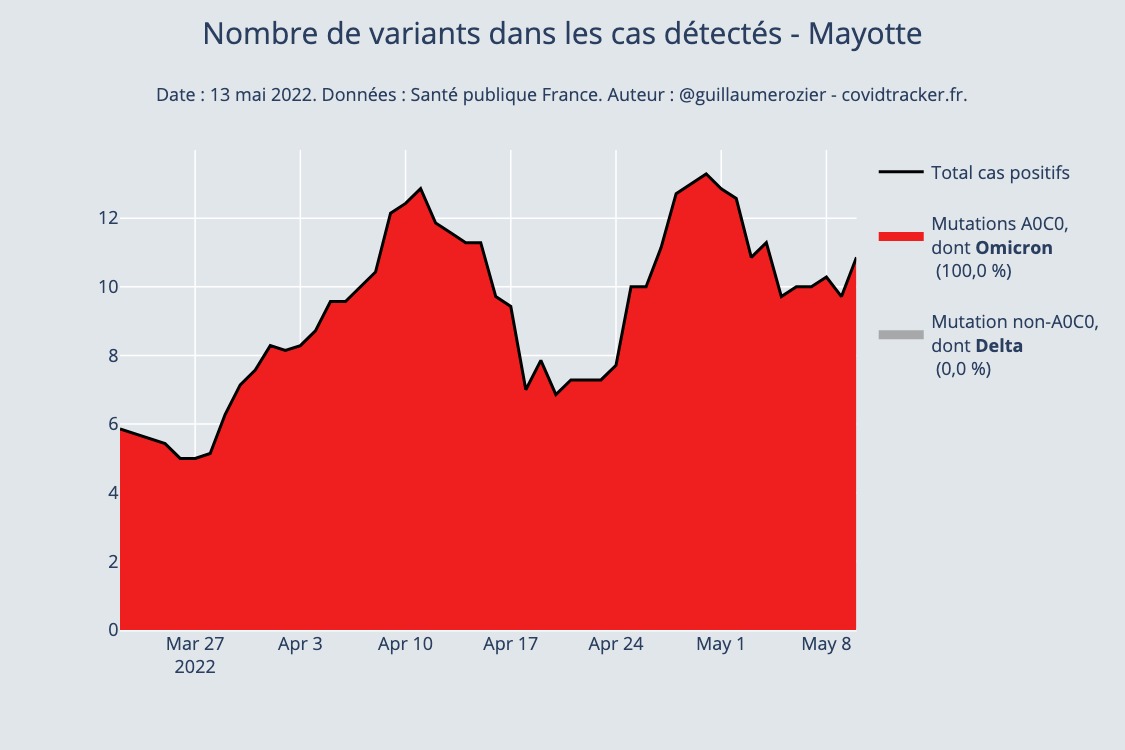 Nombre de variants dans les cas détectés - Mayotte
Date : 13 mai 2022. Données : Santé publique France. Auteur : @guillaumerozier - covidtracker.fr.
Total cas positifs
Mutations A0C0,
dont Omicron
(100,0 %)
Mutation non-A0C0,
dont Delta
(0,0 %)
12
10
8
6
4
2
0
Mar 27
2022
Apr 3
Apr 10
Apr 17
Apr 24
May 1
May 8